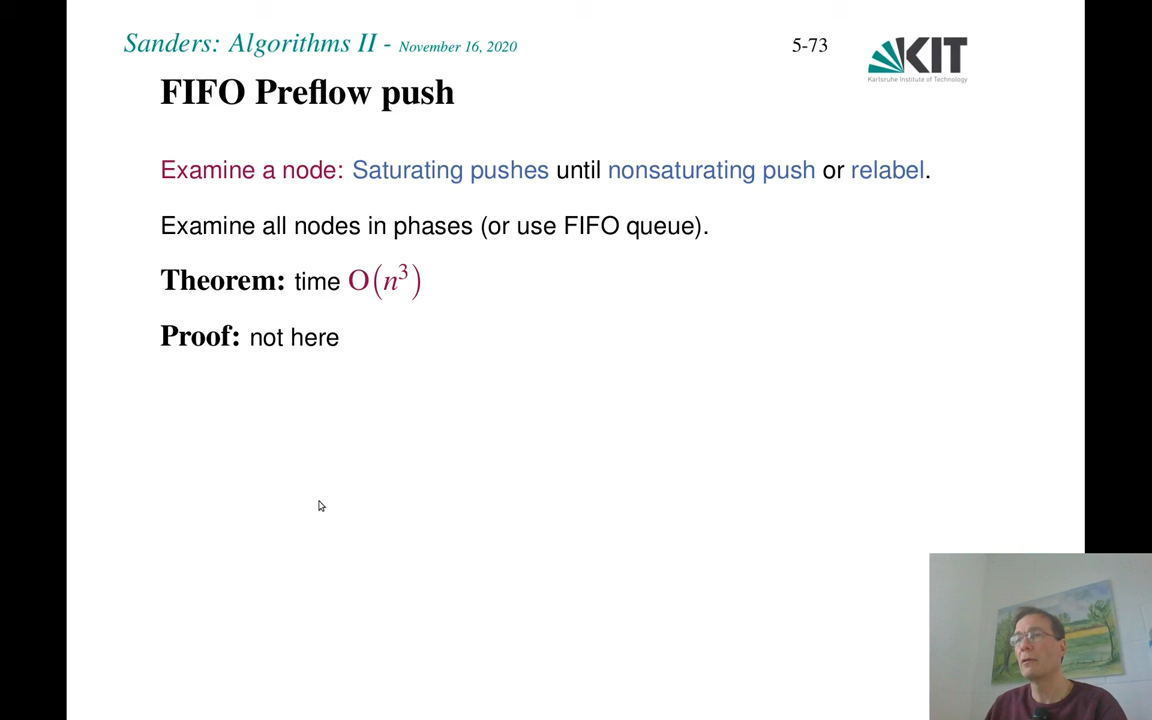 Sanders: Algorithms II - November 16, 2020
5-73
KIT
Karlsruhe Institute of Technology
FIFO Preflow push
Examine a node: Saturating pushes until nonsaturating push or relabel.
Examine all nodes in phases (or use FIFO queue).
Theorem: time O(n³)
Proof: not here